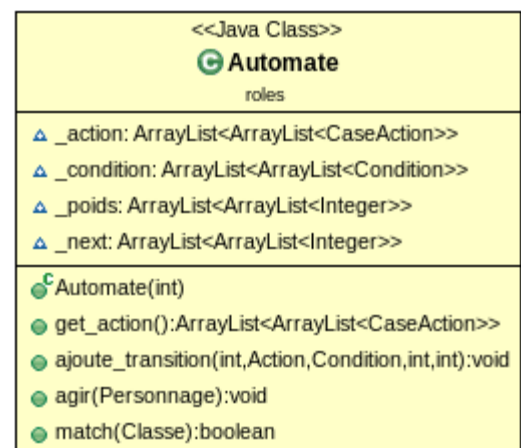 <<Java Class>>
C Automate
roles
_action: ArrayList<ArrayList<CaseAction>>
_condition: ArrayList<ArrayList<Condition>>
_poids: ArrayList<ArrayList<Integer>>
_next: ArrayList<ArrayList<Integer>>
C Automate(int)
get_action():ArrayList<ArrayList<CaseAction>>
ajoute_transition(int,Action,Condition,int,int):void
agir(Personnage):void
match(Classe):boolean